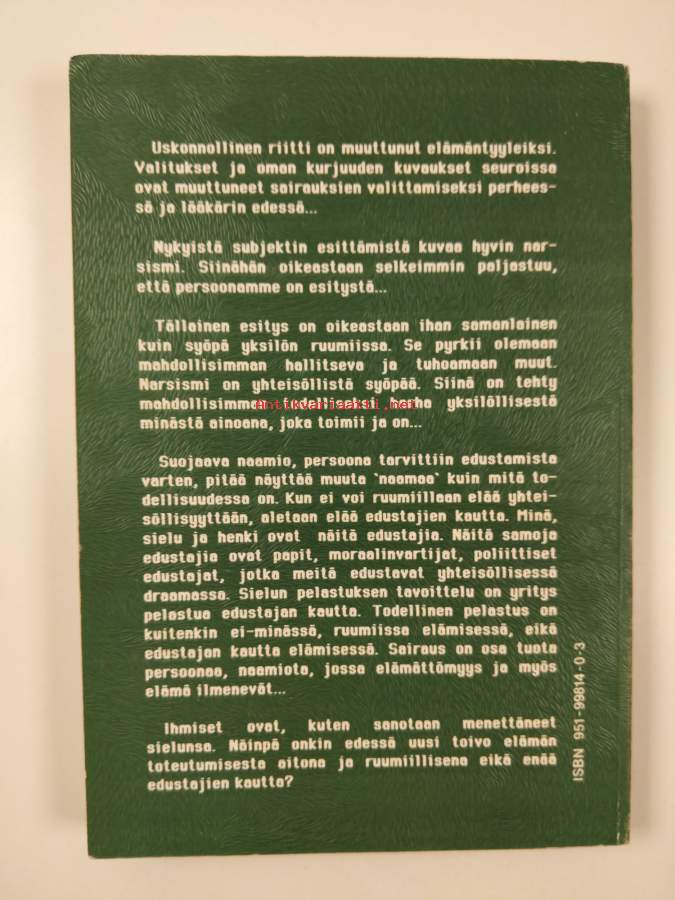 Uskonnollinen riitti on muuttunut elämäntyyleiksi.
Valitukset ja oman kurjuuden kuvaukset seuroissa
ovat muuttuneet sairauksien valittamiseksi perhees-
sä ja lääkärin edessä...
Nykyistä subjektin esittämistä kuvaa hyvin nar-
sismi. Siinähän oikeastaan selkeimmin paljastuu,
että persoonamme on esitystä...
Tällainen esitys on oikeastaan ihan samanlainen
kuin syöpä yksilön ruumiissa. Se pyrkii olemaan
mahdollisimman hallitseva ja tuhoamaan muut.
Narsismi on yhteisöllistä syöpää. Siinä on tehty
mahdollisimman todelliseksi harha yksilöllisestä
antikvariaatti.net
minästä ainoana, joka toimii ja on...
Suojaava naamio, persoona tarvittiin edustamista
varten, pitää näyttää muuta `naamaa` kuin mitä to-
dellisuudessa on. Kun ei voi ruumiillaan elää yhtei-
söllisyyttään, aletaan elää edustajien kautta. Minä,
sielu ja henki ovat näitä edustajia. Näitä samoja
edustajia ovat papit, moraalinvartijat, poliittiset
edustajat, jotka meitä edustavat yhteisöllisessä
draamassa. Sielun pelastuksen tavoittelu on yritys
pelastua edustajan kautta. Todellinen pelastus on
kuitenkin ei-minässä, ruumiissa elämisessä, eikä
edustajan kautta elämisessä. Sairaus on osa tuota
persoonaa, naamiota, jossa elämättömyys ja myös
elämä ilmenevät...
Ihmiset ovat, kuten sanotaan menettäneet
sielunsa. Näinpä onkin edessä uusi toivo elämän
toteutumisesta aitona ja ruumiillisena eikä enää
edustajien kautta?
ISBN 951-99814-0-3